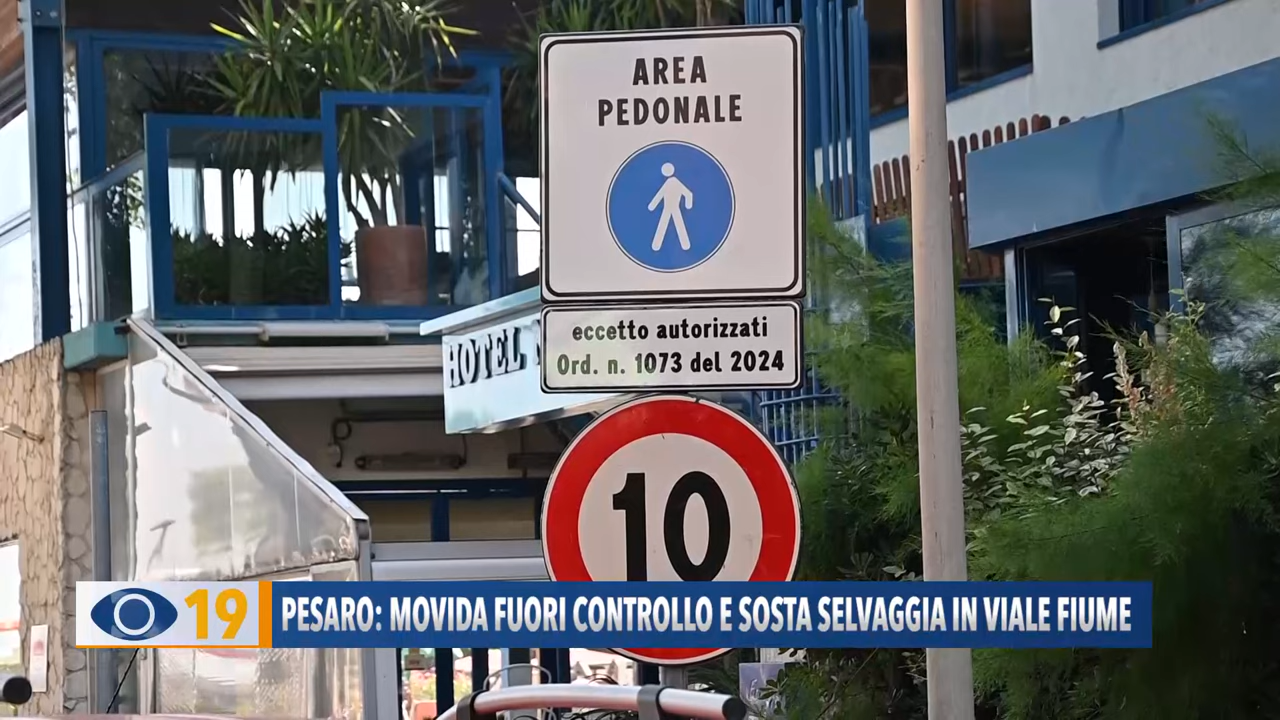 AREA
PEDONALE
eccetto autorizzati
Ord. n. 1073 del 2024
HOTEL
10
19
PESARO: MOVIDA FUORI CONTROLLO E SOSTA SELVAGGIA IN VIALE FIUME